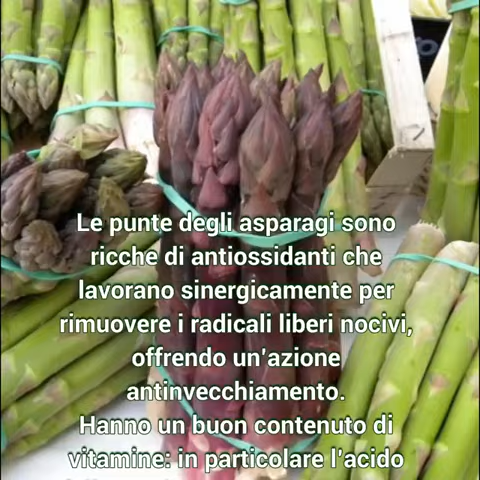 Le punte degli asparagi sono
ricche di antiossidanti che
lavorano sinergicamente per
rimuovere i radicali liberi nocivi,
offrendo un'azione
antinvecchiamento.
Hanno un buon contenuto di
vitamine: in particolare l'acido